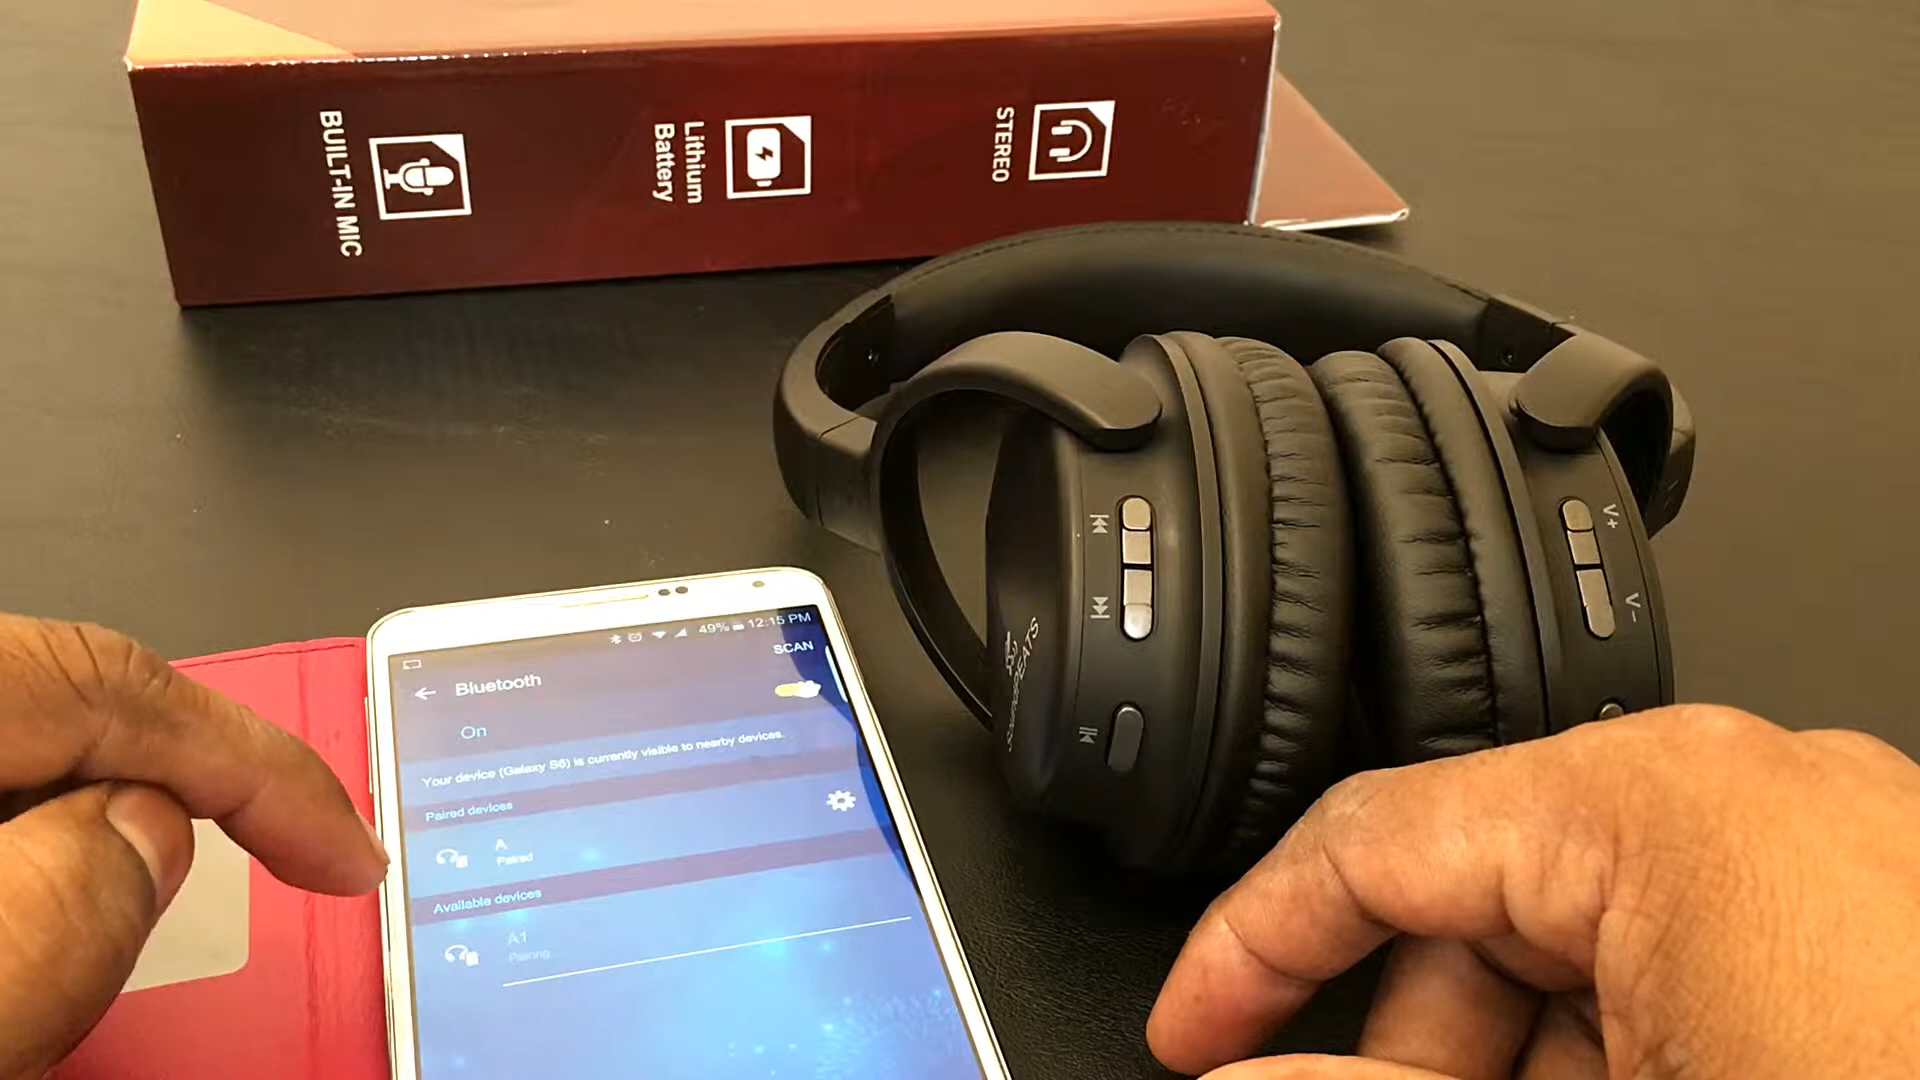 BUILT-IN MIC
Lithium
Battery
STEREO
V+
V-
SoundPEATS
49% 12:15 PM
SCAN
Bluetooth
On
Your device (Galaxy S6) is currently visible to nearby devices.
Paired devices
A
Paired
Available devices
A1
Pairing...